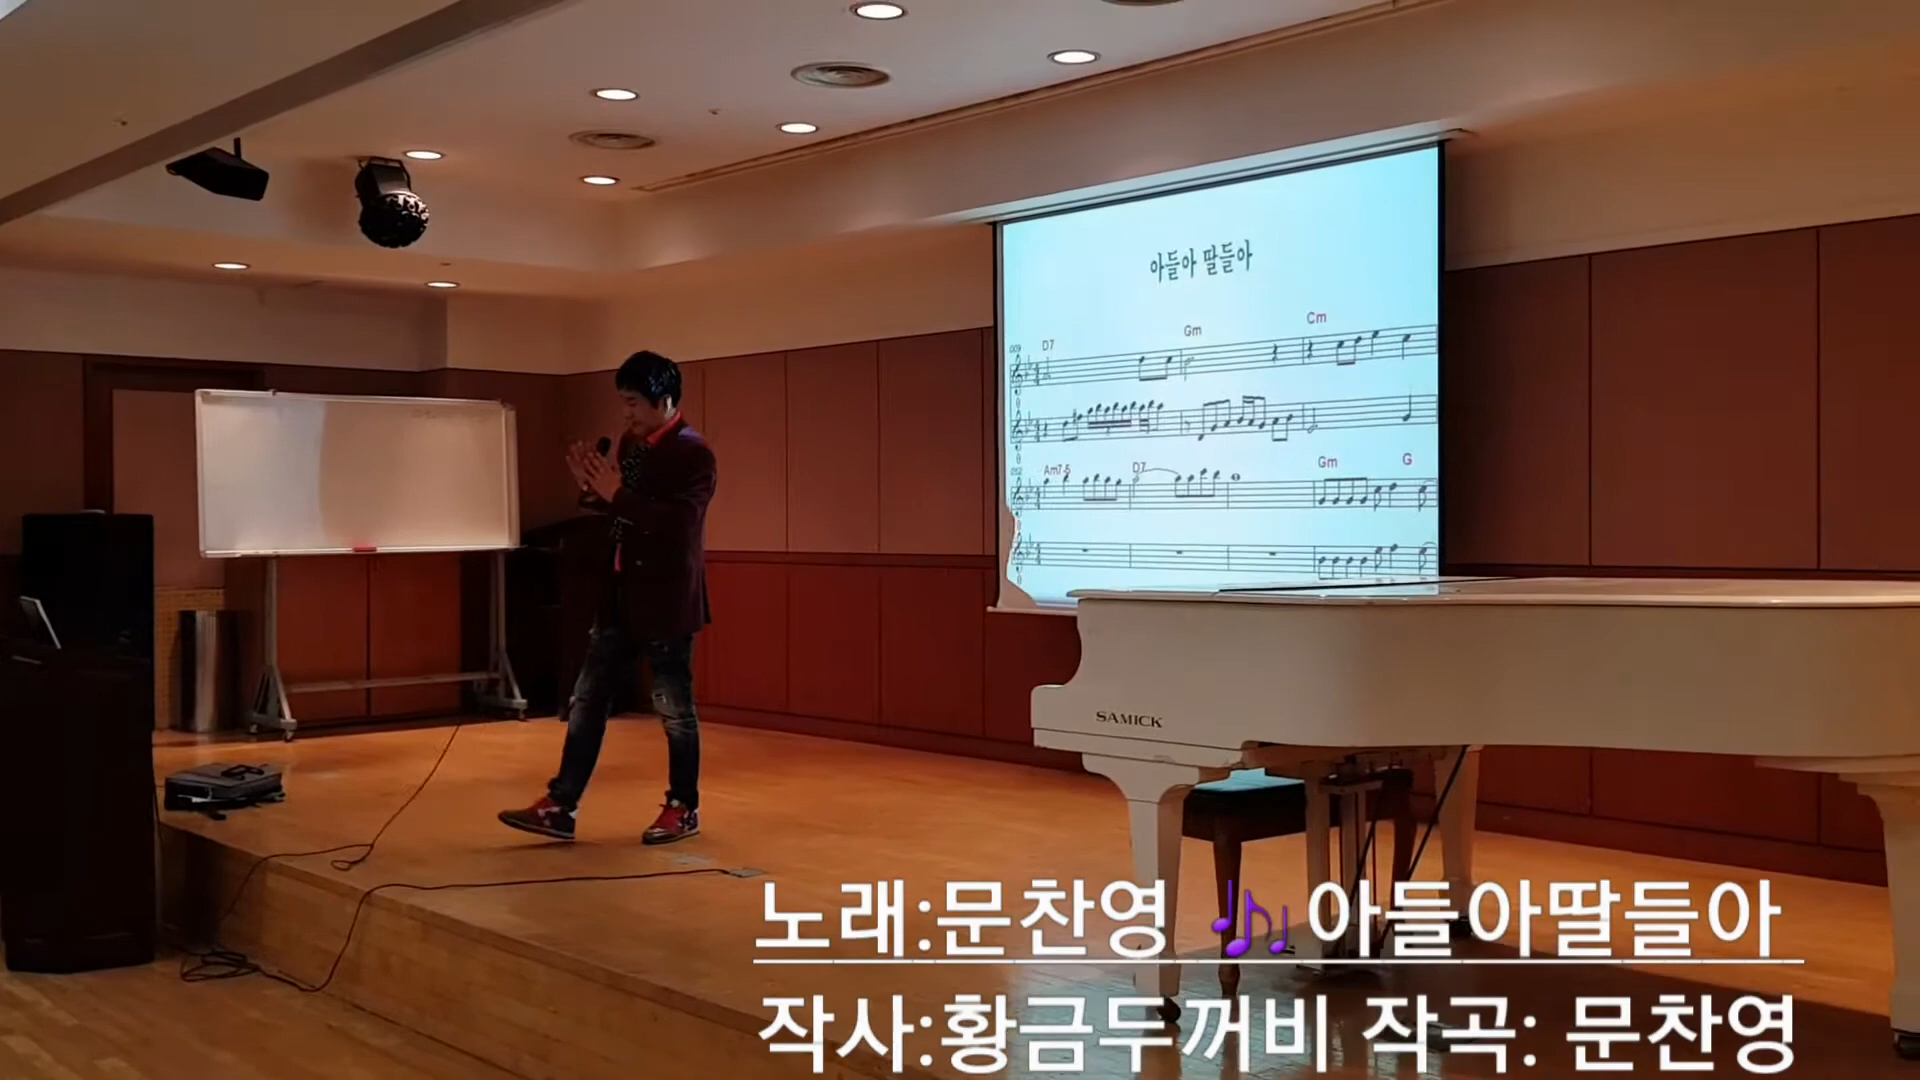 아들아 딸들아
D7 Gm Cm
Am7-5 D7 Gm G
SAMICK
노래:문찬영 🎶아들아딸들아
작사:황금두꺼비 작곡: 문찬영